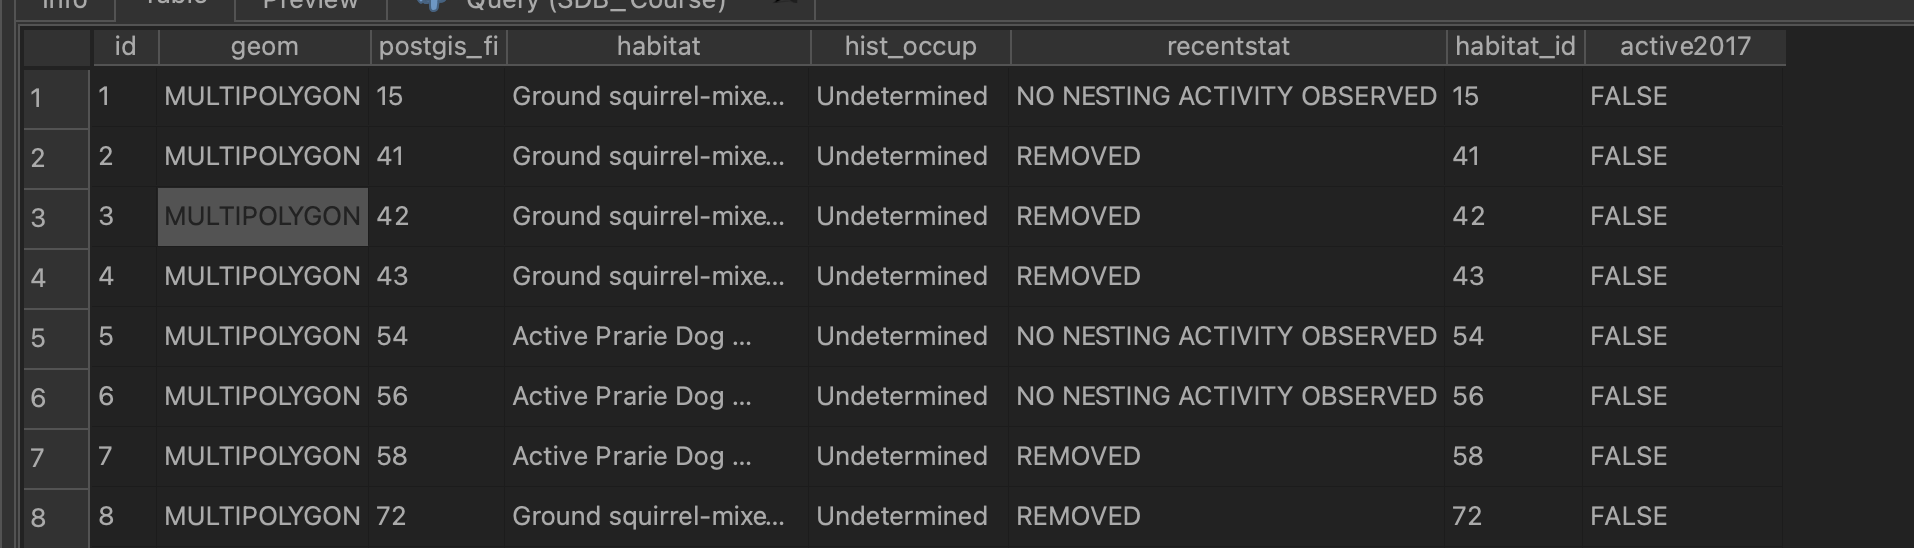 Info Table Preview Query (SDB_Course)
id geom postgis_fi habitat hist_occup recentstat habitat_id active2017
1 1 MULTIPOLYGON 15 Ground squirrel-mixe... Undetermined NO NESTING ACTIVITY OBSERVED 15 FALSE
2 2 MULTIPOLYGON 41 Ground squirrel-mixe... Undetermined REMOVED 41 FALSE
3 3 MULTIPOLYGON 42 Ground squirrel-mixe... Undetermined REMOVED 42 FALSE
4 4 MULTIPOLYGON 43 Ground squirrel-mixe... Undetermined REMOVED 43 FALSE
5 5 MULTIPOLYGON 54 Active Prarie Dog ... Undetermined NO NESTING ACTIVITY OBSERVED 54 FALSE
6 6 MULTIPOLYGON 56 Active Prarie Dog ... Undetermined NO NESTING ACTIVITY OBSERVED 56 FALSE
7 7 MULTIPOLYGON 58 Active Prarie Dog ... Undetermined REMOVED 58 FALSE
8 8 MULTIPOLYGON 72 Ground squirrel-mixe... Undetermined REMOVED 72 FALSE